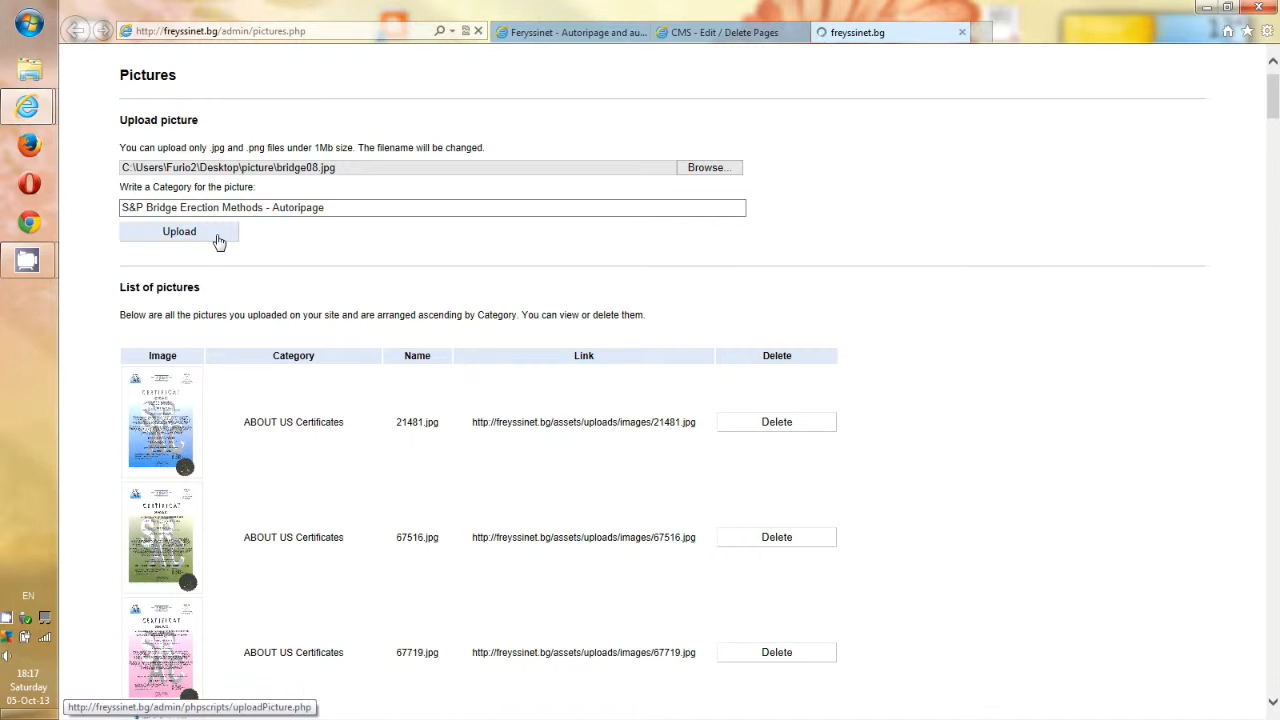 http://freyssinet.bg/admin/pictures.php
Feryssinet - Autoripage and au...
CMS - Edit / Delete Pages
freyssinet.bg
Pictures
Upload picture
You can upload only .jpg and .png files under 1Mb size. The filename will be changed.
C:\Users\Furio2\Desktop\picture\bridge08.jpg
Browse...
Write a Category for the picture:
S&P Bridge Erection Methods - Autoripage
Upload
List of pictures
Below are all the pictures you uploaded on your site and are arranged ascending by Category. You can view or delete them.
Image Category Name Link Delete
CERTIFICAT
ABOUT US Certificates 21481.jpg http://freyssinet.bg/assets/uploads/images/21481.jpg Delete
CERTIFICAT
ABOUT US Certificates 67516.jpg http://freyssinet.bg/assets/uploads/images/67516.jpg Delete
ABOUT US Certificates 67719.jpg http://freyssinet.bg/assets/uploads/images/67719.jpg Delete
EN
18:17
Saturday
05-Oct-13
http://freyssinet.bg/admin/phpscripts/uploadPicture.php